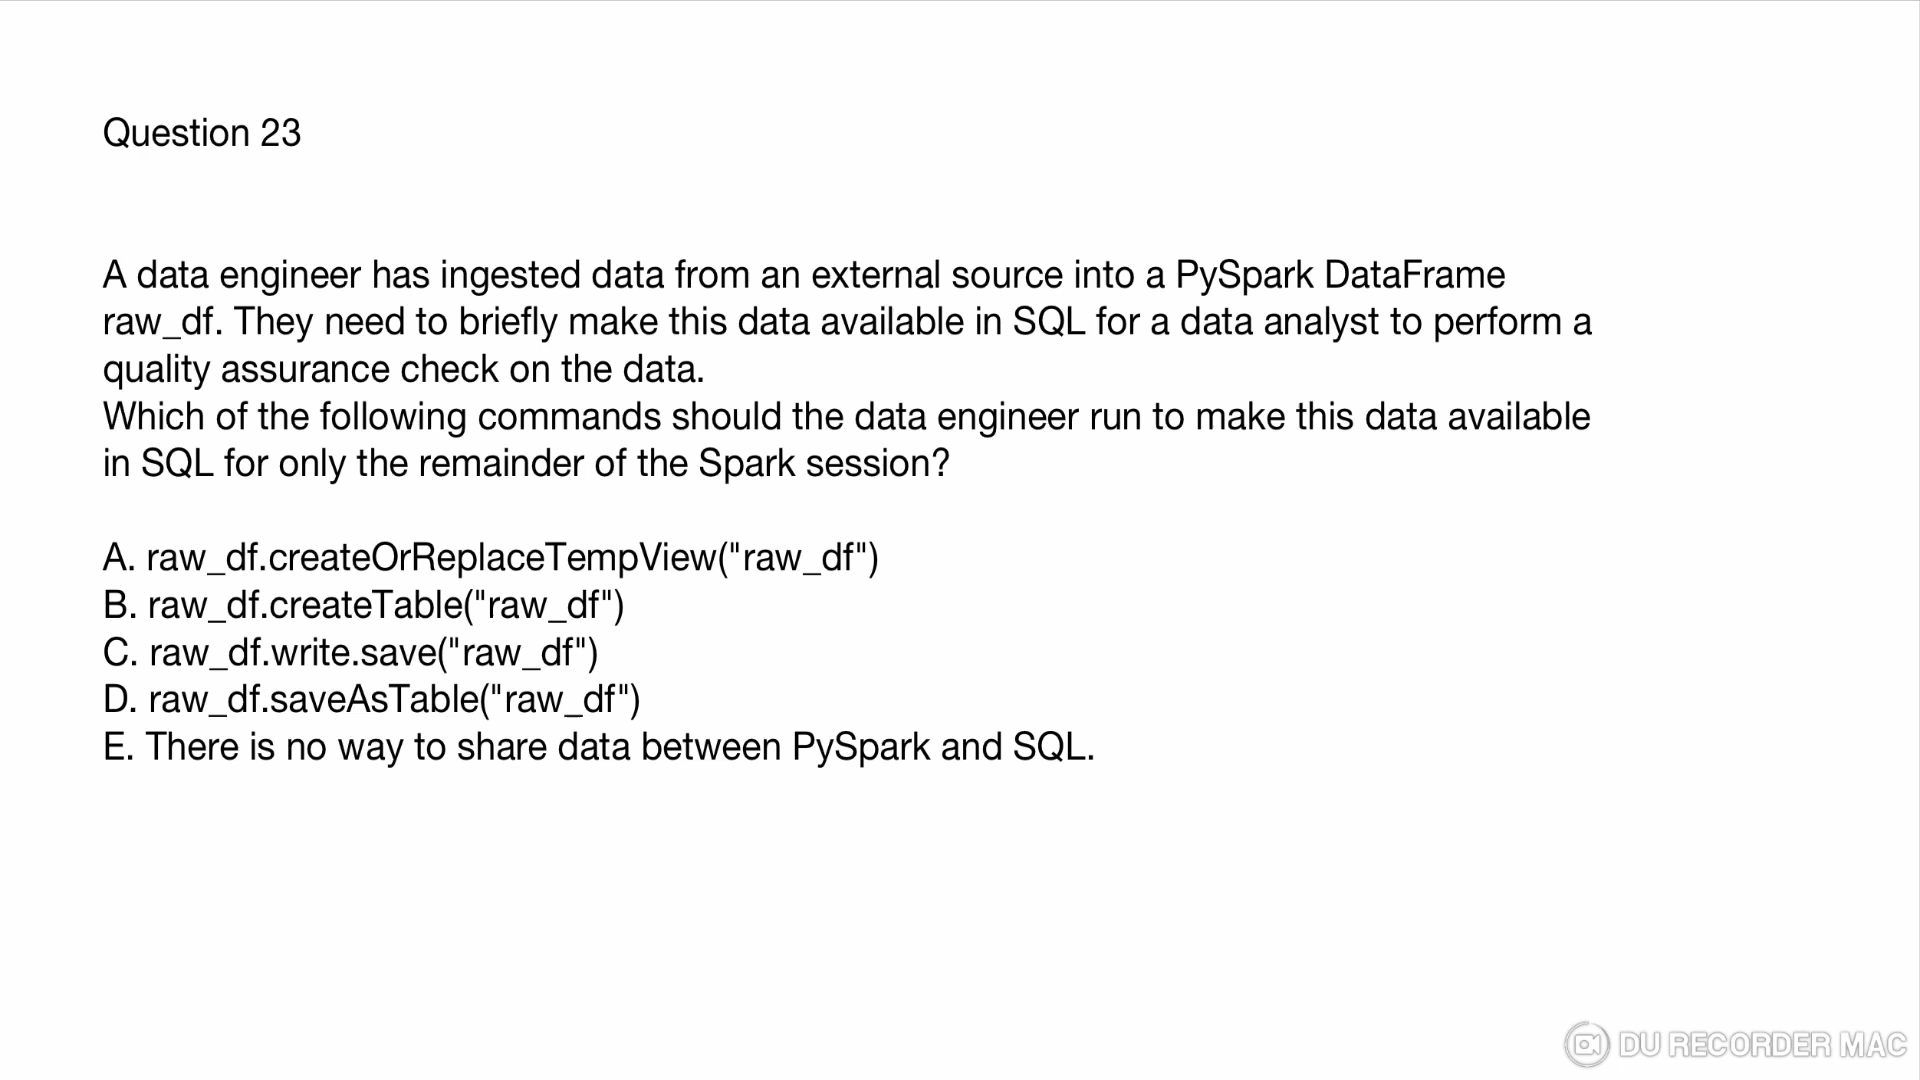 Question 23
A data engineer has ingested data from an external source into a PySpark DataFrame
raw_df. They need to briefly make this data available in SQL for a data analyst to perform a
quality assurance check on the data.
Which of the following commands should the data engineer run to make this data available
in SQL for only the remainder of the Spark session?
A. raw_df.createOrReplaceTempView("raw_df")
B. raw_df.createTable("raw_df")
C. raw_df.write.save("raw_df")
D. raw_df.saveAsTable("raw_df")
E. There is no way to share data between PySpark and SQL.
DU RECORDER MAC